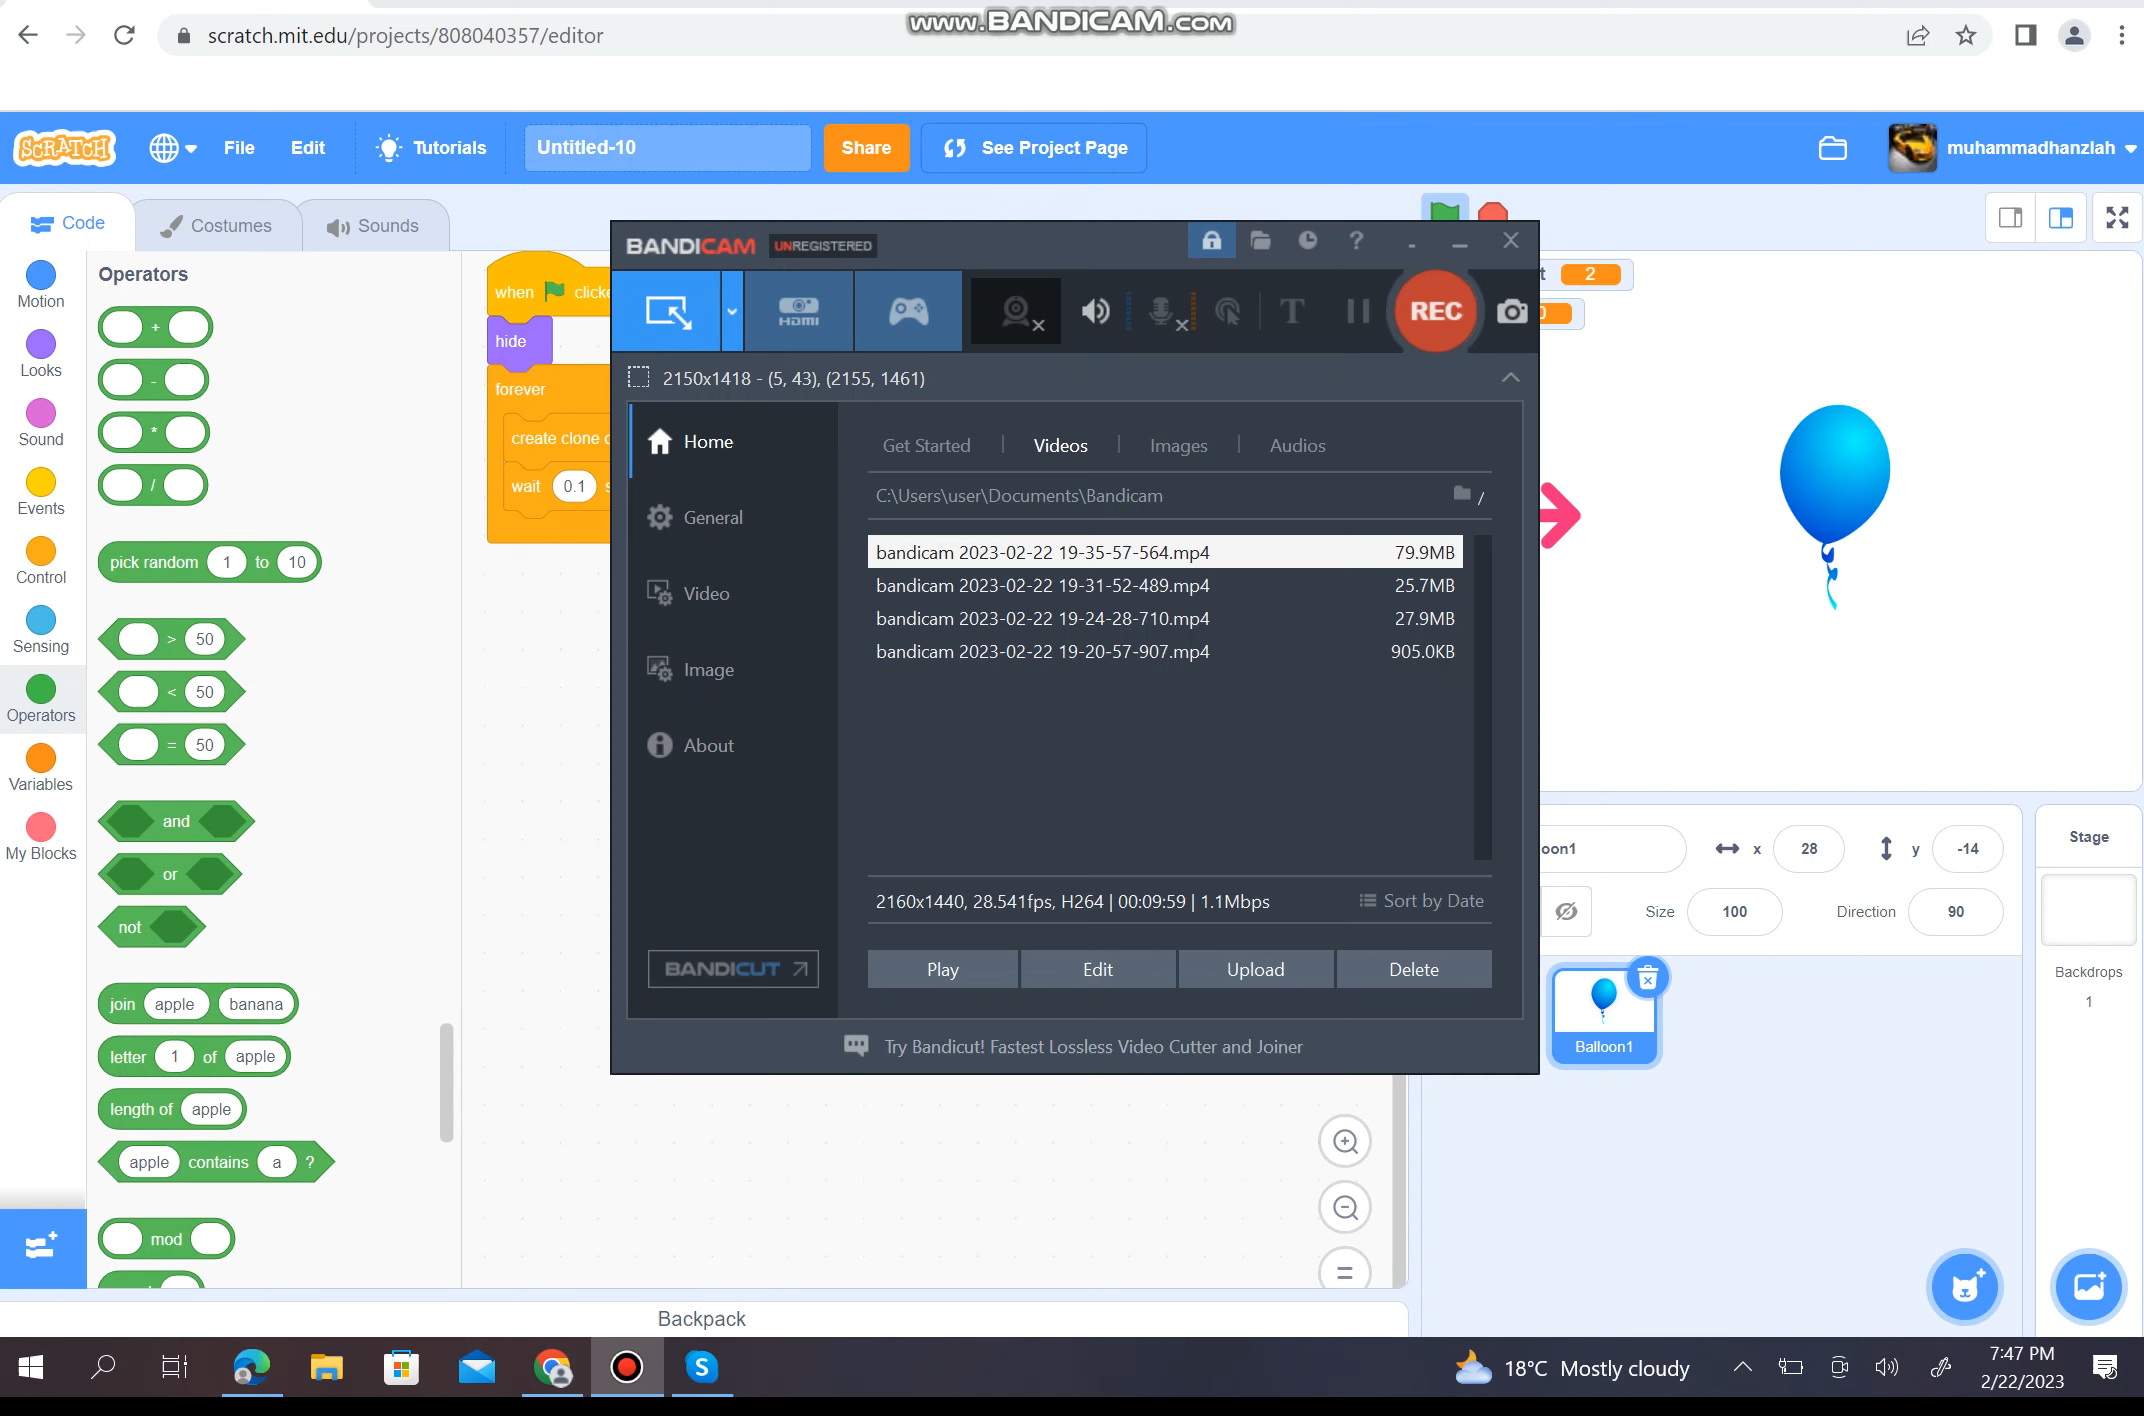 www.BANDICAM.com
scratch.mit.edu/projects/808040357/editor
SCRATCH File Edit Tutorials Untitled-10 Share See Project Page muhammadhanzlah
Code Costumes Sounds
BANDICAM UNREGISTERED ?
HDMI T REC
2150x1418 - (5, 43), (2155, 1461)
Motion
Looks
Sound
Events
Control
Sensing
Operators
Variables
My Blocks
Operators
+
-
*
/
pick random 1 to 10
> 50
< 50
= 50
and
or
not
join apple banana
letter 1 of apple
length of apple
apple contains a ?
mod
when clicke
hide
forever
create clone
wait 0.1 s
Home
General
Video
Image
About
BANDICUT
Get Started Videos Images Audios
C:\Users\user\Documents\Bandicam /
bandicam 2023-02-22 19-35-57-564.mp4 79.9MB
bandicam 2023-02-22 19-31-52-489.mp4 25.7MB
bandicam 2023-02-22 19-24-28-710.mp4 27.9MB
bandicam 2023-02-22 19-20-57-907.mp4 905.0KB
2160x1440, 28.541fps, H264 | 00:09:59 | 1.1Mbps Sort by Date
Play Edit Upload Delete
Try Bandicut! Fastest Lossless Video Cutter and Joiner
t 2
0
oon1 x 28 y -14
Size 100 Direction 90
Balloon1
Stage
Backdrops
1
Backpack
S
18°C Mostly cloudy
7:47 PM
2/22/2023